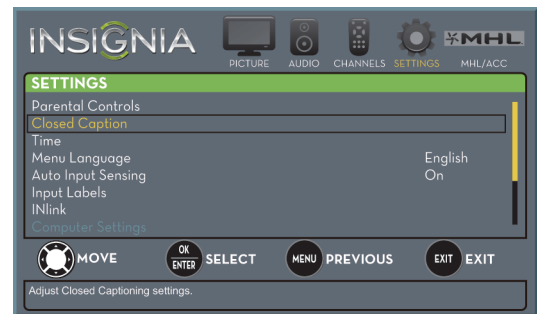 INSIGNIA
MHL
PICTURE AUDIO CHANNELS SETTINGS MHL/ACC
SETTINGS
Parental Controls
Closed Caption
Time
Menu Language English
Auto Input Sensing On
Input Labels
INlink
Computer Settings
MOVE OK ENTER SELECT MENU PREVIOUS EXIT EXIT
Adjust Closed Captioning settings.